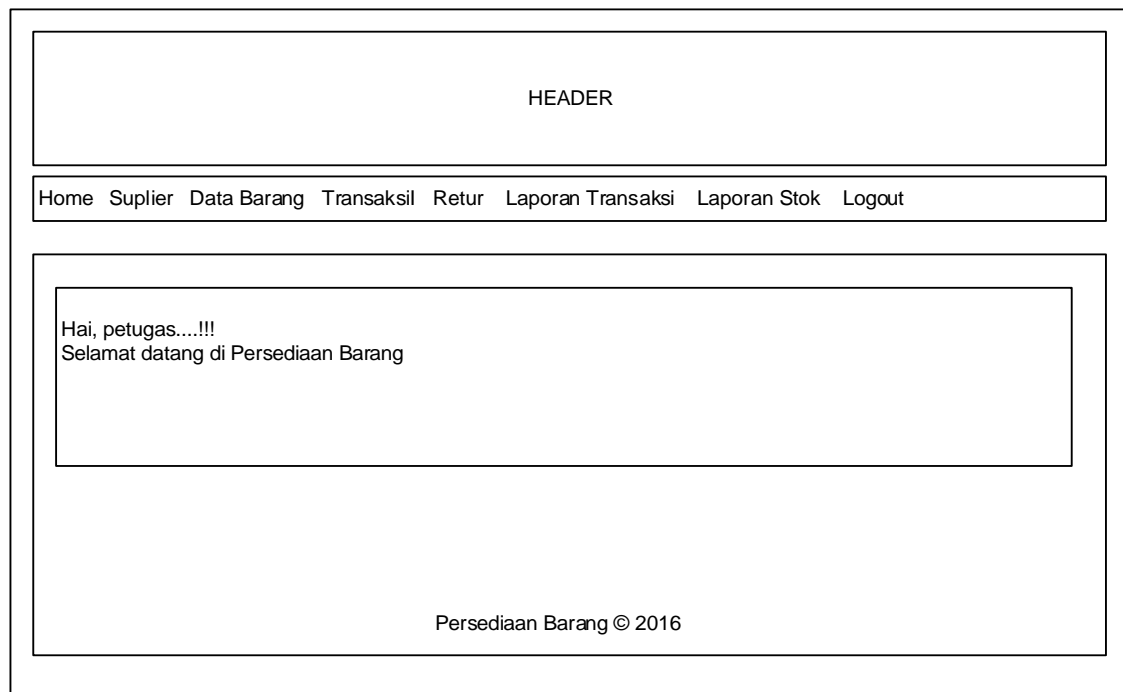 HEADER
Home Suplier Data Barang Transaksil Retur Laporan Transaksi Laporan Stok Logout
Hai, petugas....!!!
Selamat datang di Persediaan Barang
Persediaan Barang © 2016